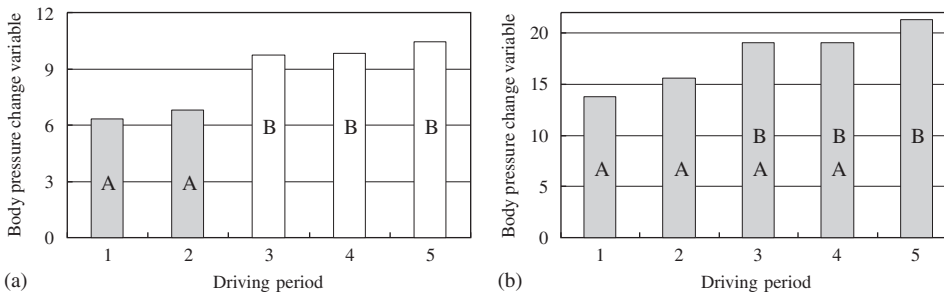 12
9
6
3
0
Body pressure change variable
A
A
B
B
B
1
2
3
4
5
(a)
Driving period
20
15
10
5
0
Body pressure change variable
A
A
B
A
B
A
B
1
2
3
4
5
(b)
Driving period